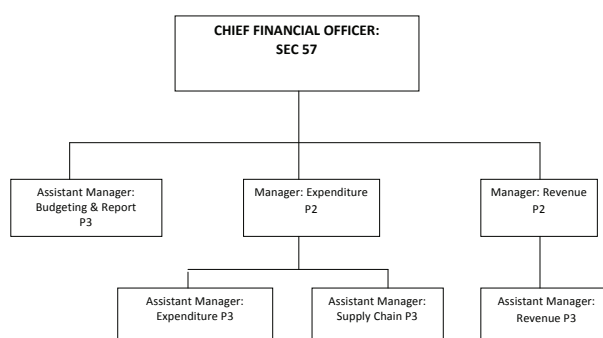 CHIEF FINANCIAL OFFICER:
SEC 57
Assistant Manager:
Budgeting & Report
P3
Manager: Expenditure
P2
Manager: Revenue
P2
Assistant Manager:
Expenditure P3
Assistant Manager:
Supply Chain P3
Assistant Manager:
Revenue P3